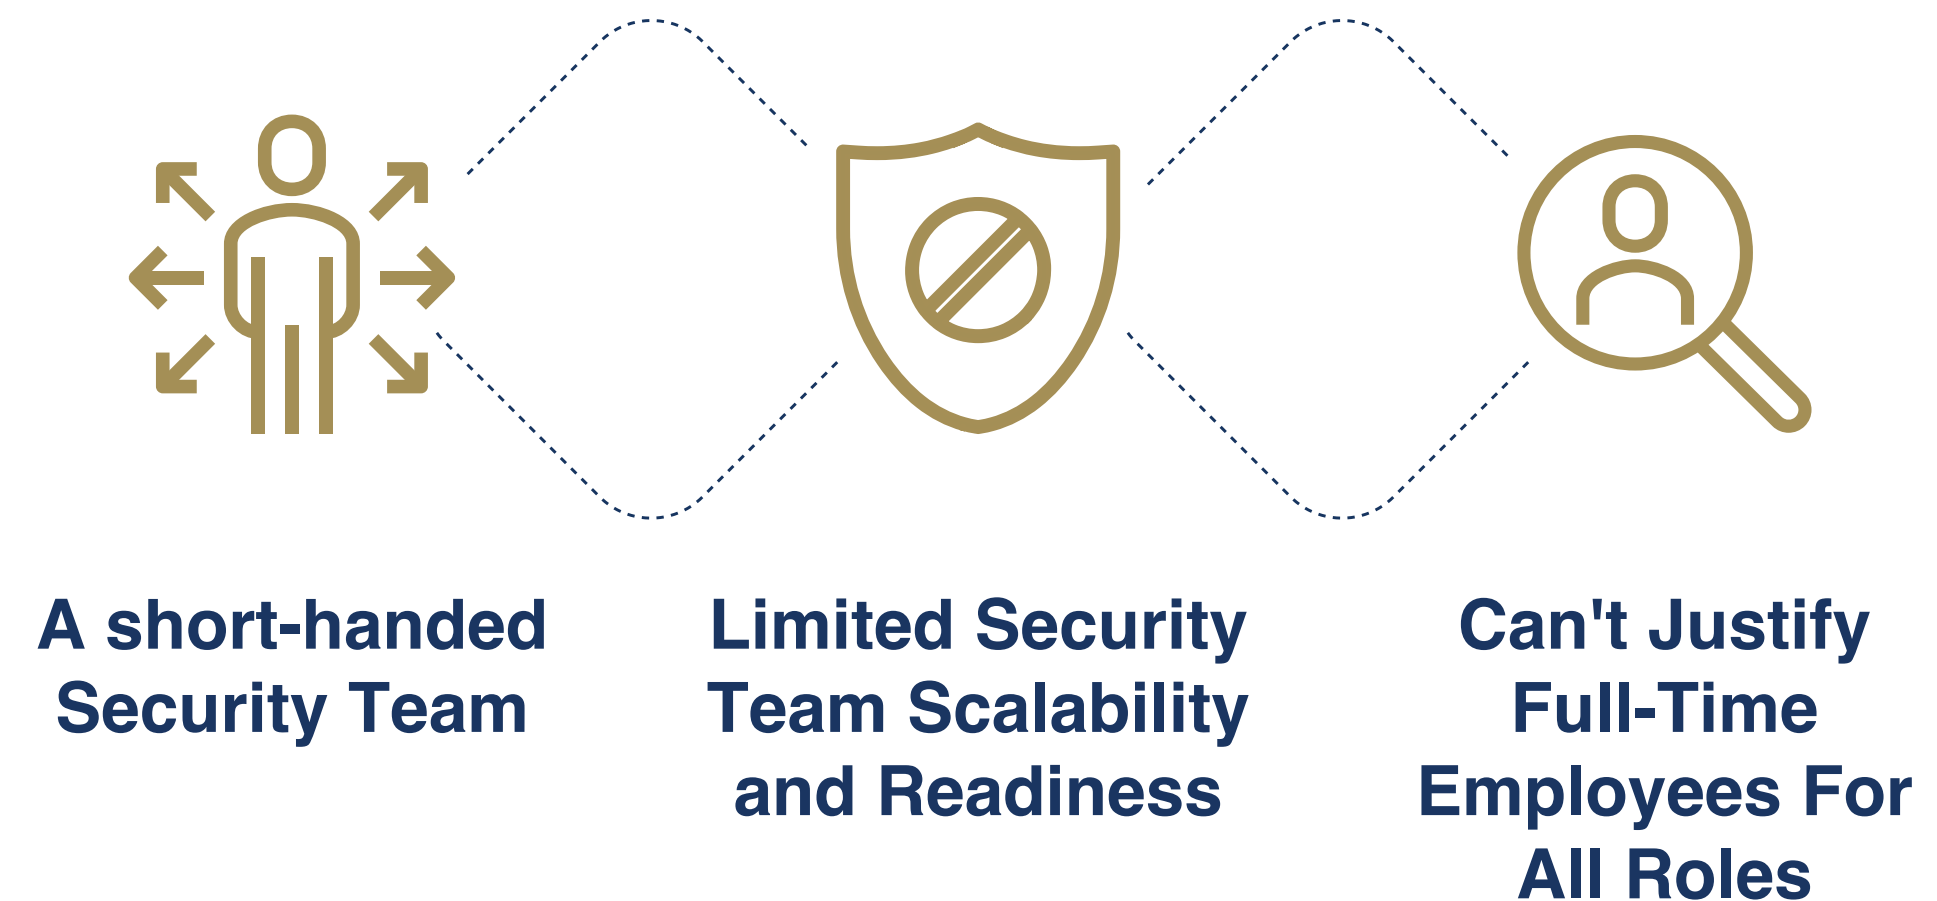 A short-handed
Security Team
Limited Security
Team Scalability
and Readiness
Can't Justify
Full-Time
Employees For
All Roles